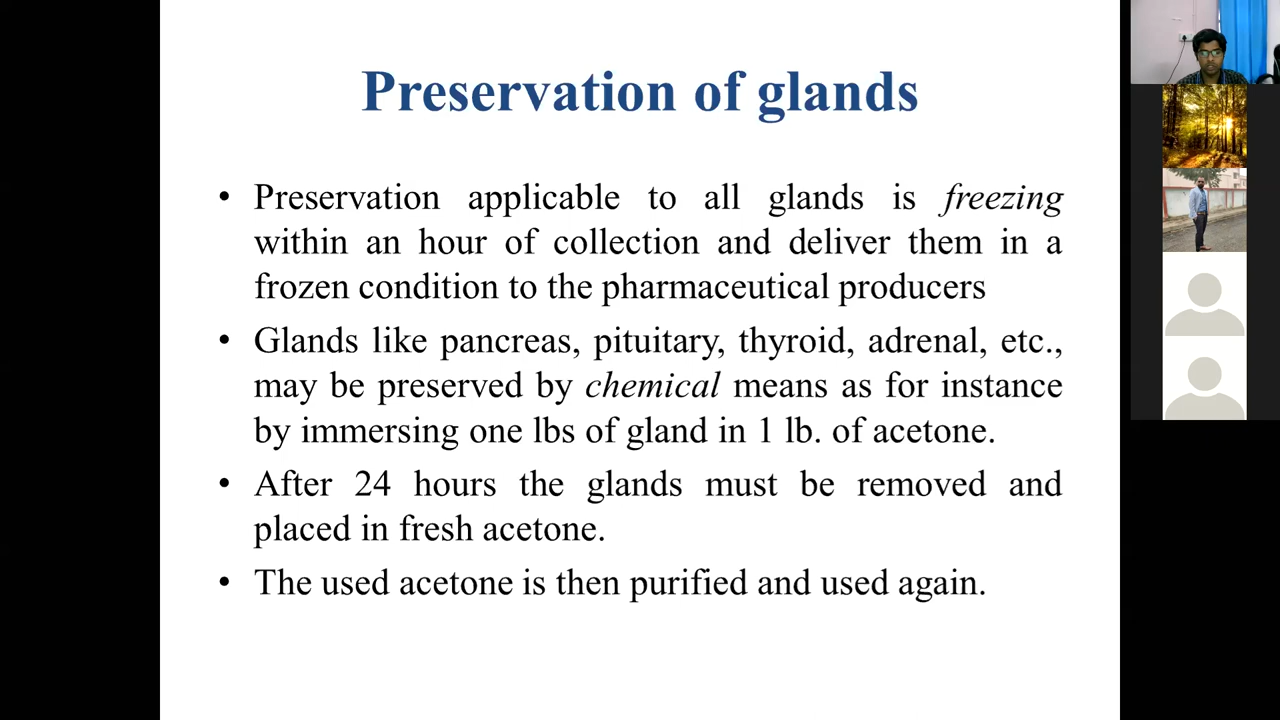 Preservation of glands
• Preservation applicable to all glands is freezing
within an hour of collection and deliver them in a
frozen condition to the pharmaceutical producers
• Glands like pancreas, pituitary, thyroid, adrenal, etc.,
may be preserved by chemical means as for instance
by immersing one lbs of gland in 1 lb. of acetone.
• After 24 hours the glands must be removed and
placed in fresh acetone.
• The used acetone is then purified and used again.